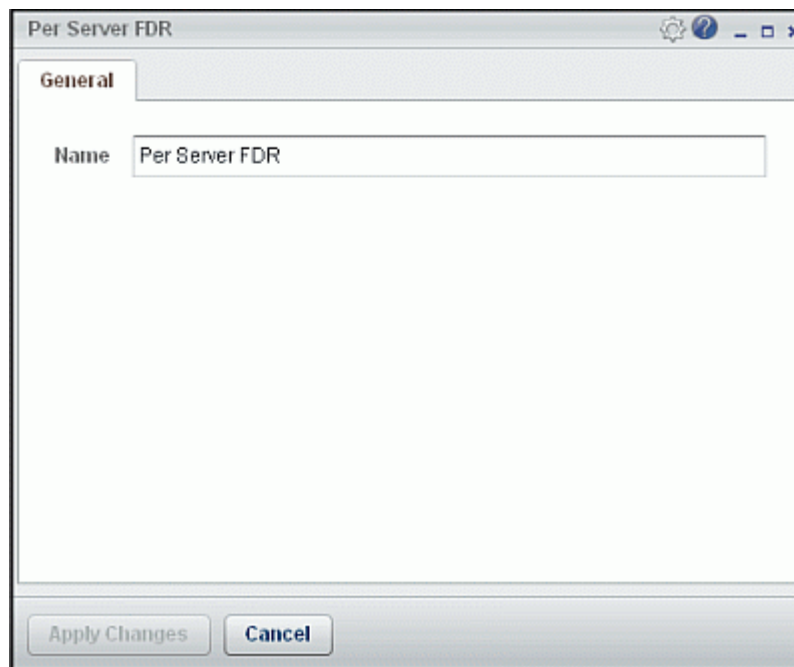 Per Server FDR
General
Name Per Server FDR
Apply Changes Cancel